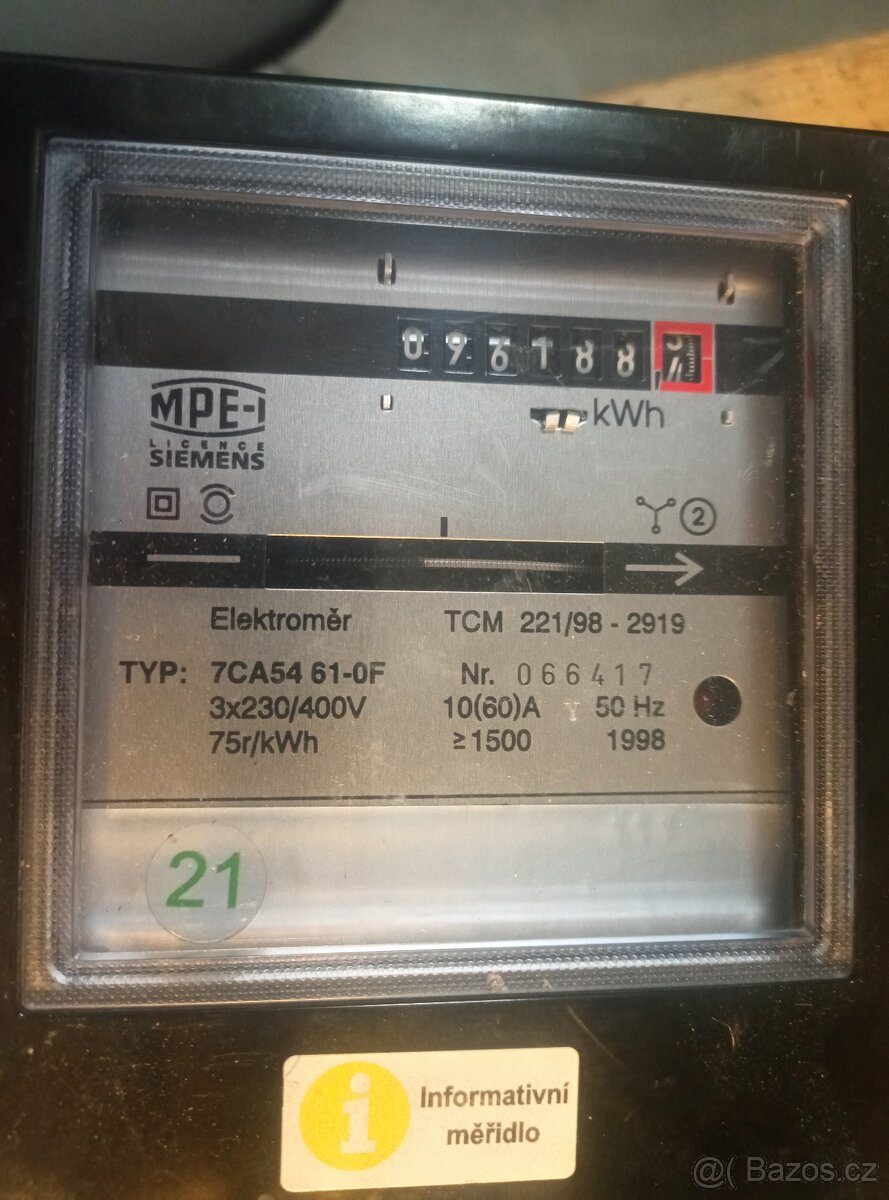 096188
kWh
MPE-I
LICENCE
SIEMENS
2
Elektroměr TCM 221/98 - 2919
TYP: 7CA54 61-0F Nr. 066417
3x230/400V 10(60)A 50 Hz
75r/kWh ≥1500 1998
21
i Informativní
měřidlo
@( Bazos.cz